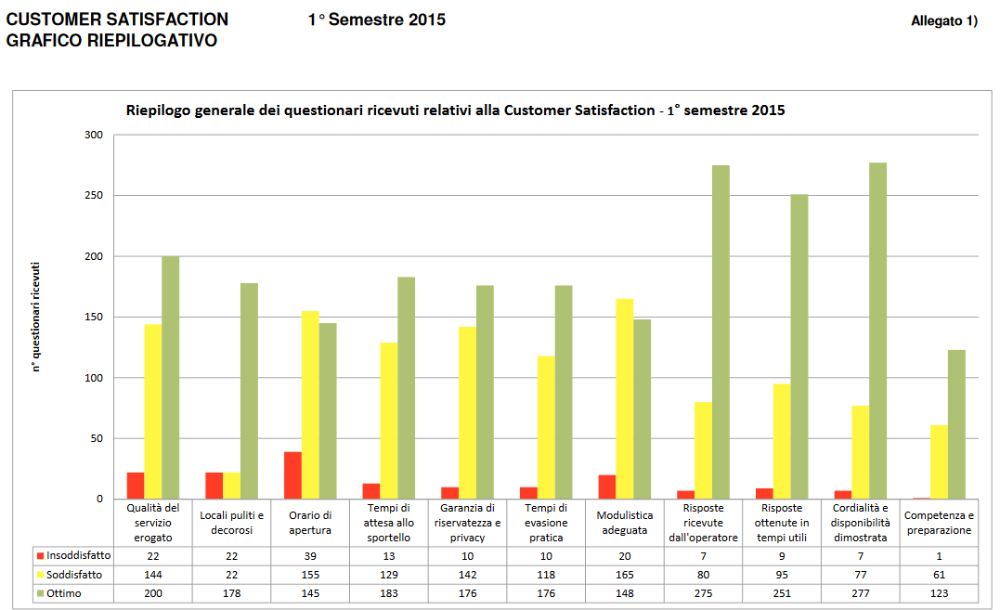 CUSTOMER SATISFACTION 1° Semestre 2015 Allegato 1)
GRAFICO RIEPILOGATIVO
Riepilogo generale dei questionari ricevuti relativi alla Customer Satisfaction - 1° semestre 2015
n° questionari ricevuti
300
250
200
150
100
50
0
Qualità del
servizio
erogato
Locali puliti e
decorosi
Orario di
apertura
Tempi di
attesa allo
sportello
Garanzia di
riservatezza e
privacy
Tempi di
evasione
pratica
Modulistica
adeguata
Risposte
ricevute
dall'operatore
Risposte
ottenute in
tempi utili
Cordialità e
disponibilità
dimostrata
Competenza e
preparazione
Insoddisfatto 22 22 39 13 10 10 20 7 9 7 1
Soddisfatto 144 22 155 129 142 118 165 80 95 77 61
Ottimo 200 178 145 183 176 176 148 275 251 277 123